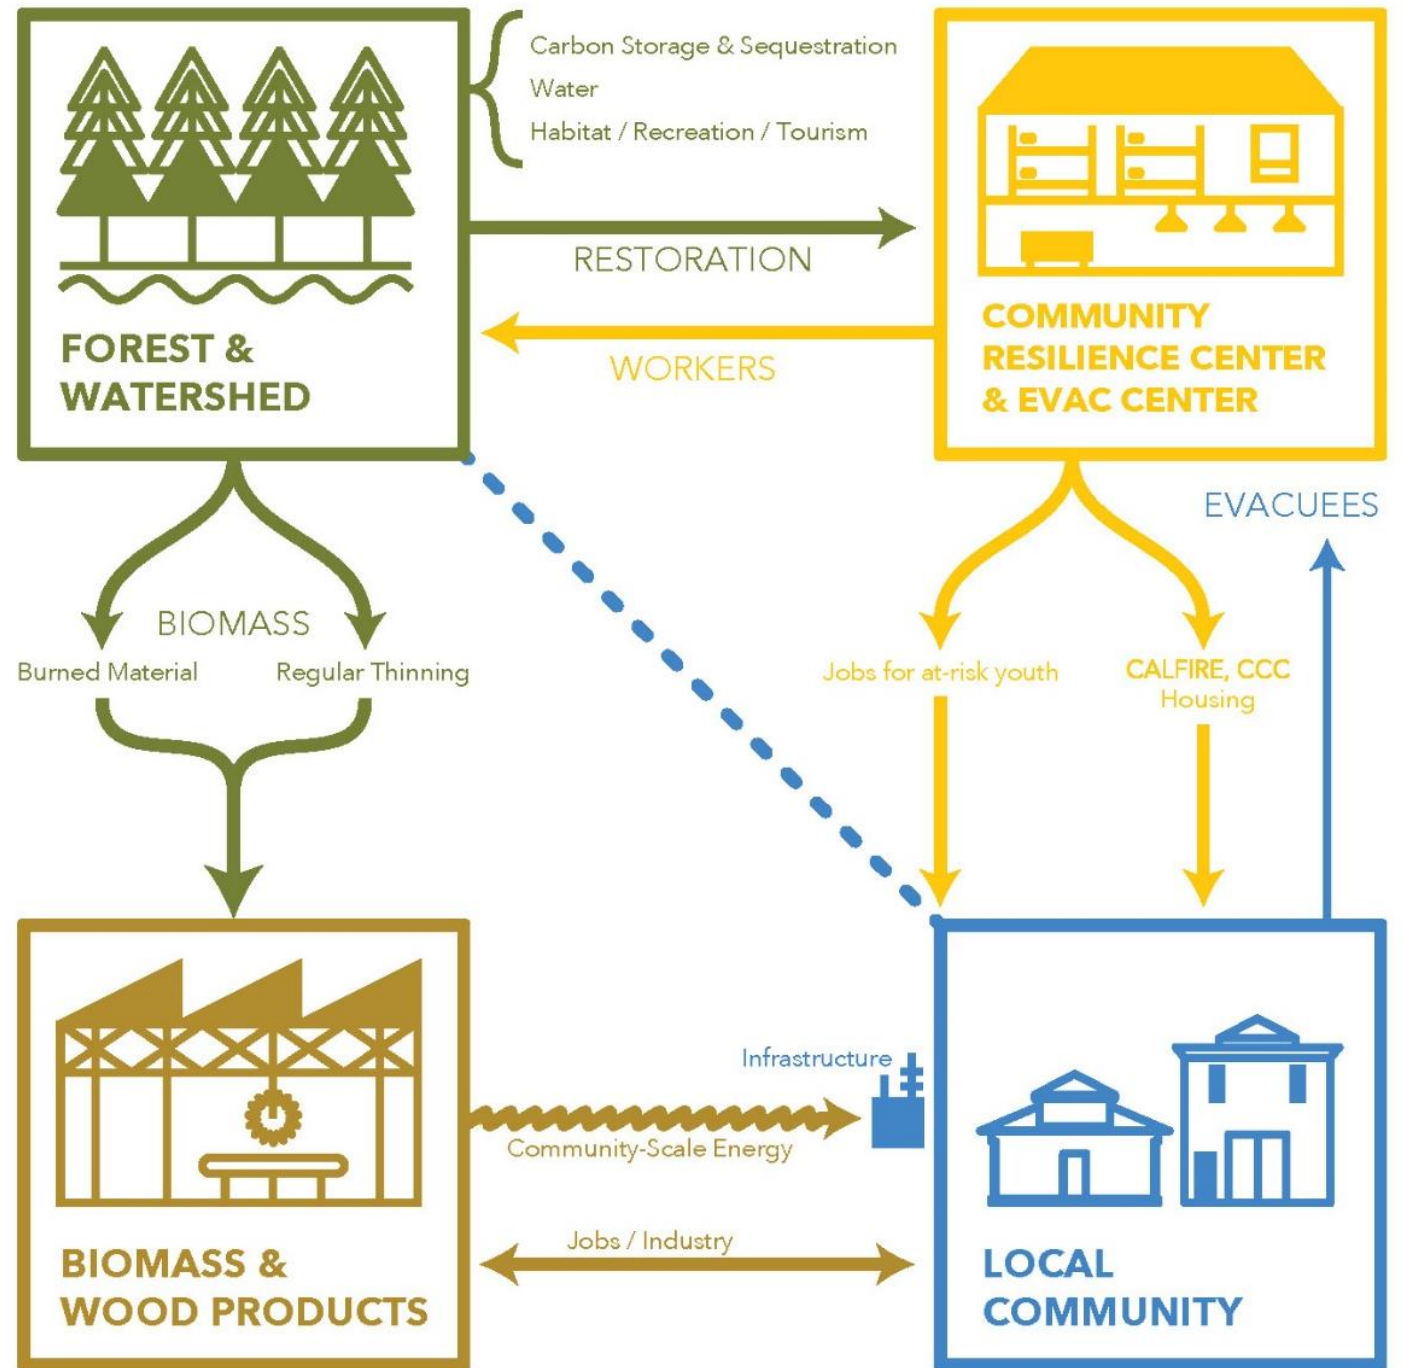 Carbon Storage & Sequestration
Water
Habitat / Recreation / Tourism
RESTORATION
WORKERS
FOREST &
WATERSHED
COMMUNITY
RESILIENCE CENTER
& EVAC CENTER
EVACUEES
BIOMASS
Burned Material
Regular Thinning
Jobs for at-risk youth
CALFIRE, CCC
Housing
Infrastructure
Community-Scale Energy
Jobs / Industry
BIOMASS &
WOOD PRODUCTS
LOCAL
COMMUNITY